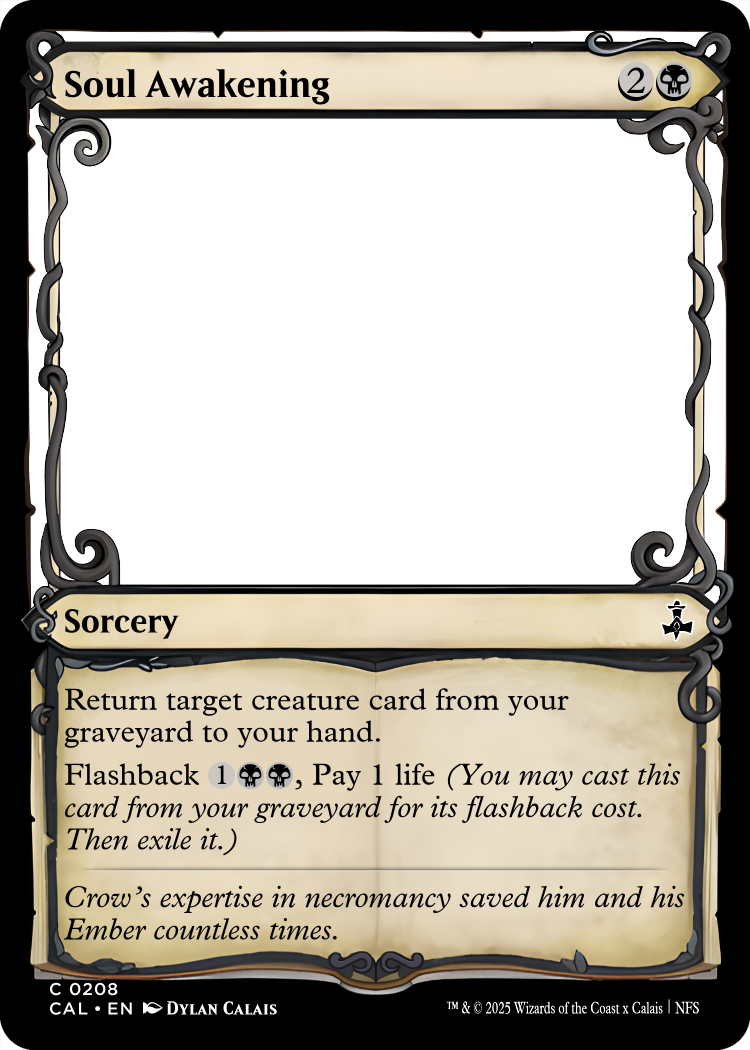 Soul Awakening 2
Sorcery
Return target creature card from your
graveyard to your hand.
Flashback 1, Pay 1 life (You may cast this
card from your graveyard for its flashback cost.
Then exile it.)
Crow's expertise in necromancy saved him and his
Ember countless times.
C 0208
CAL • EN DYLAN CALAIS
™ & © 2025 Wizards of the Coast x Calais | NFS